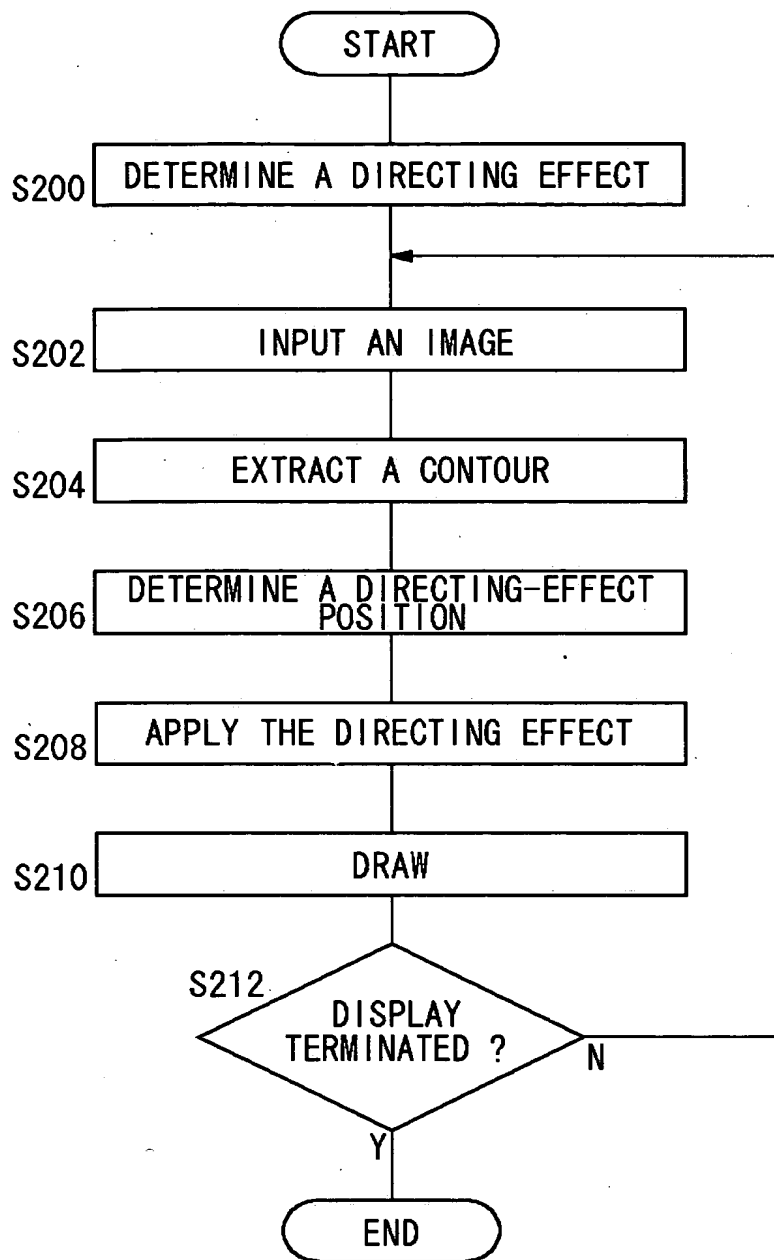 START
S200
DETERMINE A DIRECTING EFFECT
S202
INPUT AN IMAGE
S204
EXTRACT A CONTOUR
S206
DETERMINE A DIRECTING-EFFECT
POSITION
S208
APPLY THE DIRECTING EFFECT
S210
DRAW
S212
DISPLAY
TERMINATED ?
N
Y
END